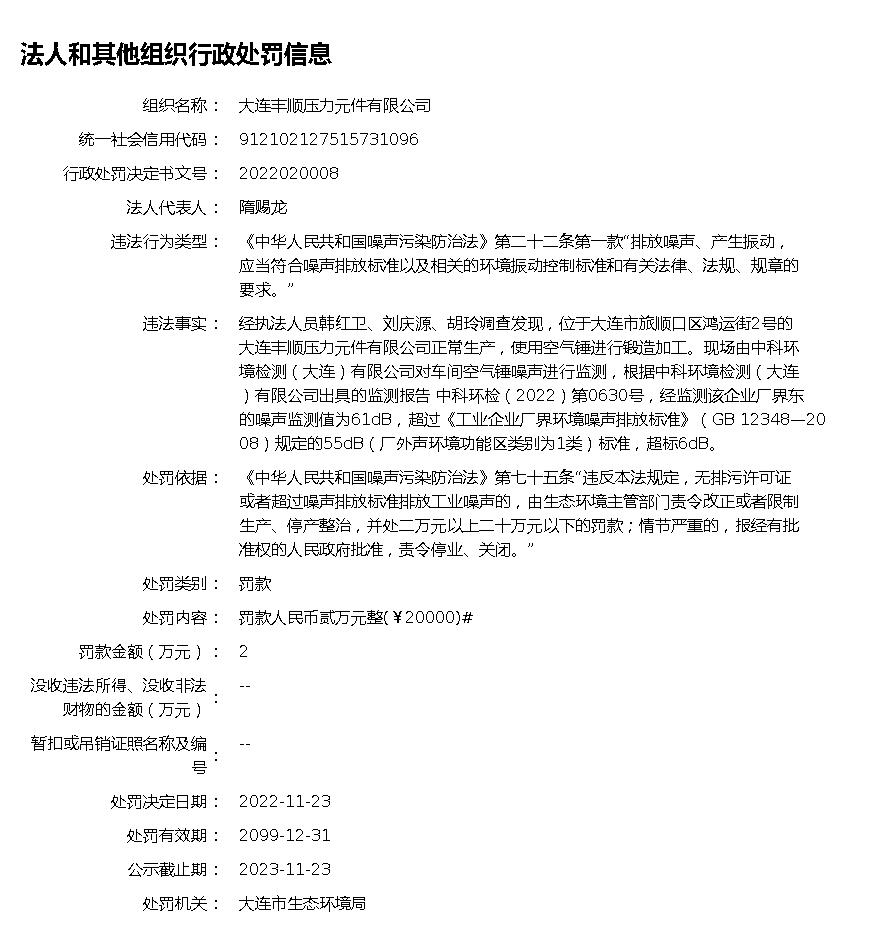 法人和其他组织行政处罚信息
组织名称： 大连丰顺压力元件有限公司
统一社会信用代码： 912102127515731096
行政处罚决定书文号： 2022020008
法人代表人： 隋赐龙
违法行为类型： 《中华人民共和国噪声污染防治法》第二十二条第一款“排放噪声、产生振动，
应当符合噪声排放标准以及相关的环境振动控制标准和有关法律、法规、规章的
要求。”
违法事实： 经执法人员韩红卫、刘庆源、胡玲调查发现，位于大连市旅顺口区鸿运街2号的
大连丰顺压力元件有限公司正常生产，使用空气锤进行锻造加工。现场由中科环
境检测（大连）有限公司对车间空气锤噪声进行监测，根据中科环境检测（大连
）有限公司出具的监测报告 中科环检（2022）第0630号，经监测该企业厂界东
的噪声监测值为61dB，超过《工业企业厂界环境噪声排放标准》（GB 12348—20
08）规定的55dB（厂外声环境功能区类别为1类）标准，超标6dB。
处罚依据： 《中华人民共和国噪声污染防治法》第七十五条“违反本法规定，无排污许可证
或者超过噪声排放标准排放工业噪声的，由生态环境主管部门责令改正或者限制
生产、停产整治，并处二万元以上二十万元以下的罚款；情节严重的，报经有批
准权的人民政府批准，责令停业、关闭。”
处罚类别： 罚款
处罚内容： 罚款人民币贰万元整(￥20000)#
罚款金额（万元）： 2
没收违法所得、没收非法
财物的金额（万元）： --
暂扣或吊销证照名称及编
号： --
处罚决定日期： 2022-11-23
处罚有效期： 2099-12-31
公示截止期： 2023-11-23
处罚机关： 大连市生态环境局